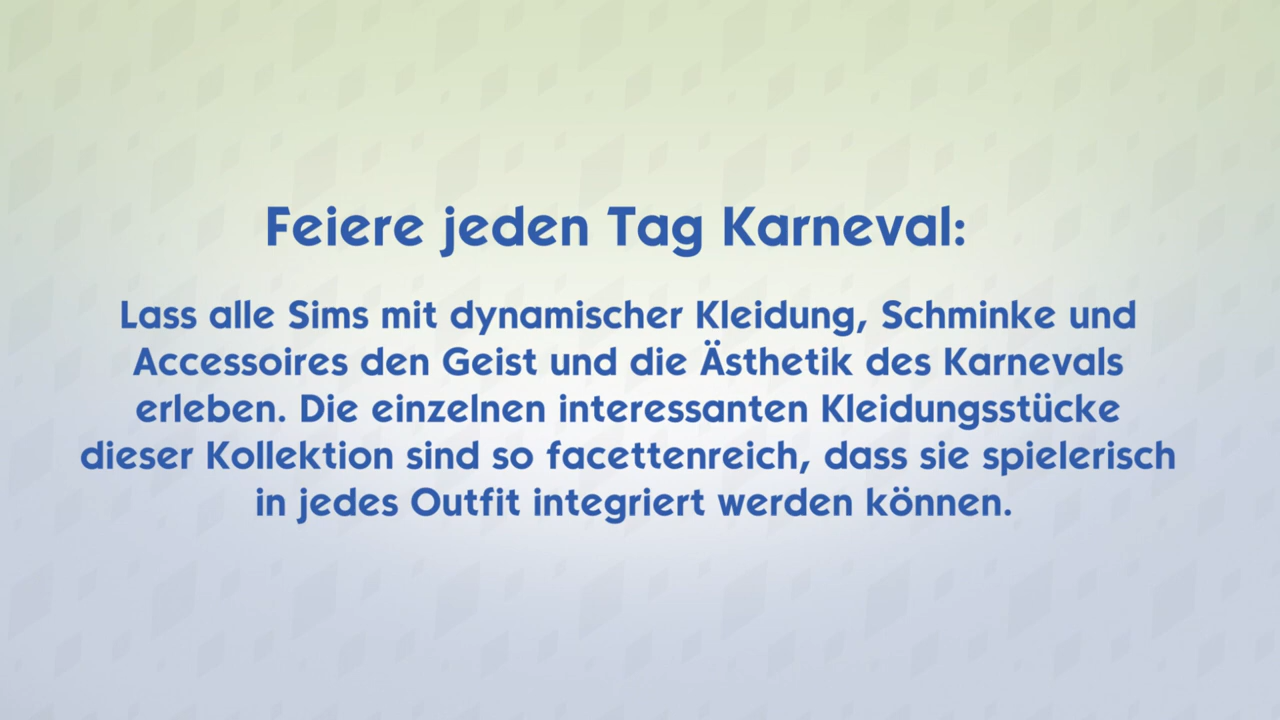 Feiere jeden Tag Karneval:
Lass alle Sims mit dynamischer Kleidung, Schminke und
Accessoires den Geist und die Ästhetik des Karnevals
erleben. Die einzelnen interessanten Kleidungsstücke
dieser Kollektion sind so facettenreich, dass sie spielerisch
in jedes Outfit integriert werden können.